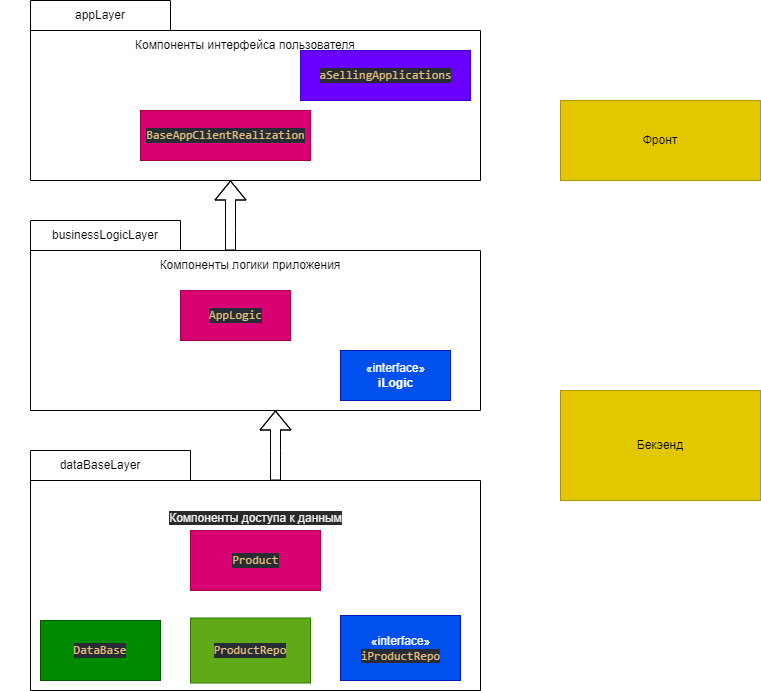 appLayer
Компоненты интерфейса пользователя
aSellingApplications
BaseAppClientRealization
Фронт
businessLogicLayer
Компоненты логики приложения
AppLogic
«interface»
iLogic
Бекэенд
dataBaseLayer
Компоненты доступа к данным
Product
DataBase
ProductRepo
«interface»
iProductRepo